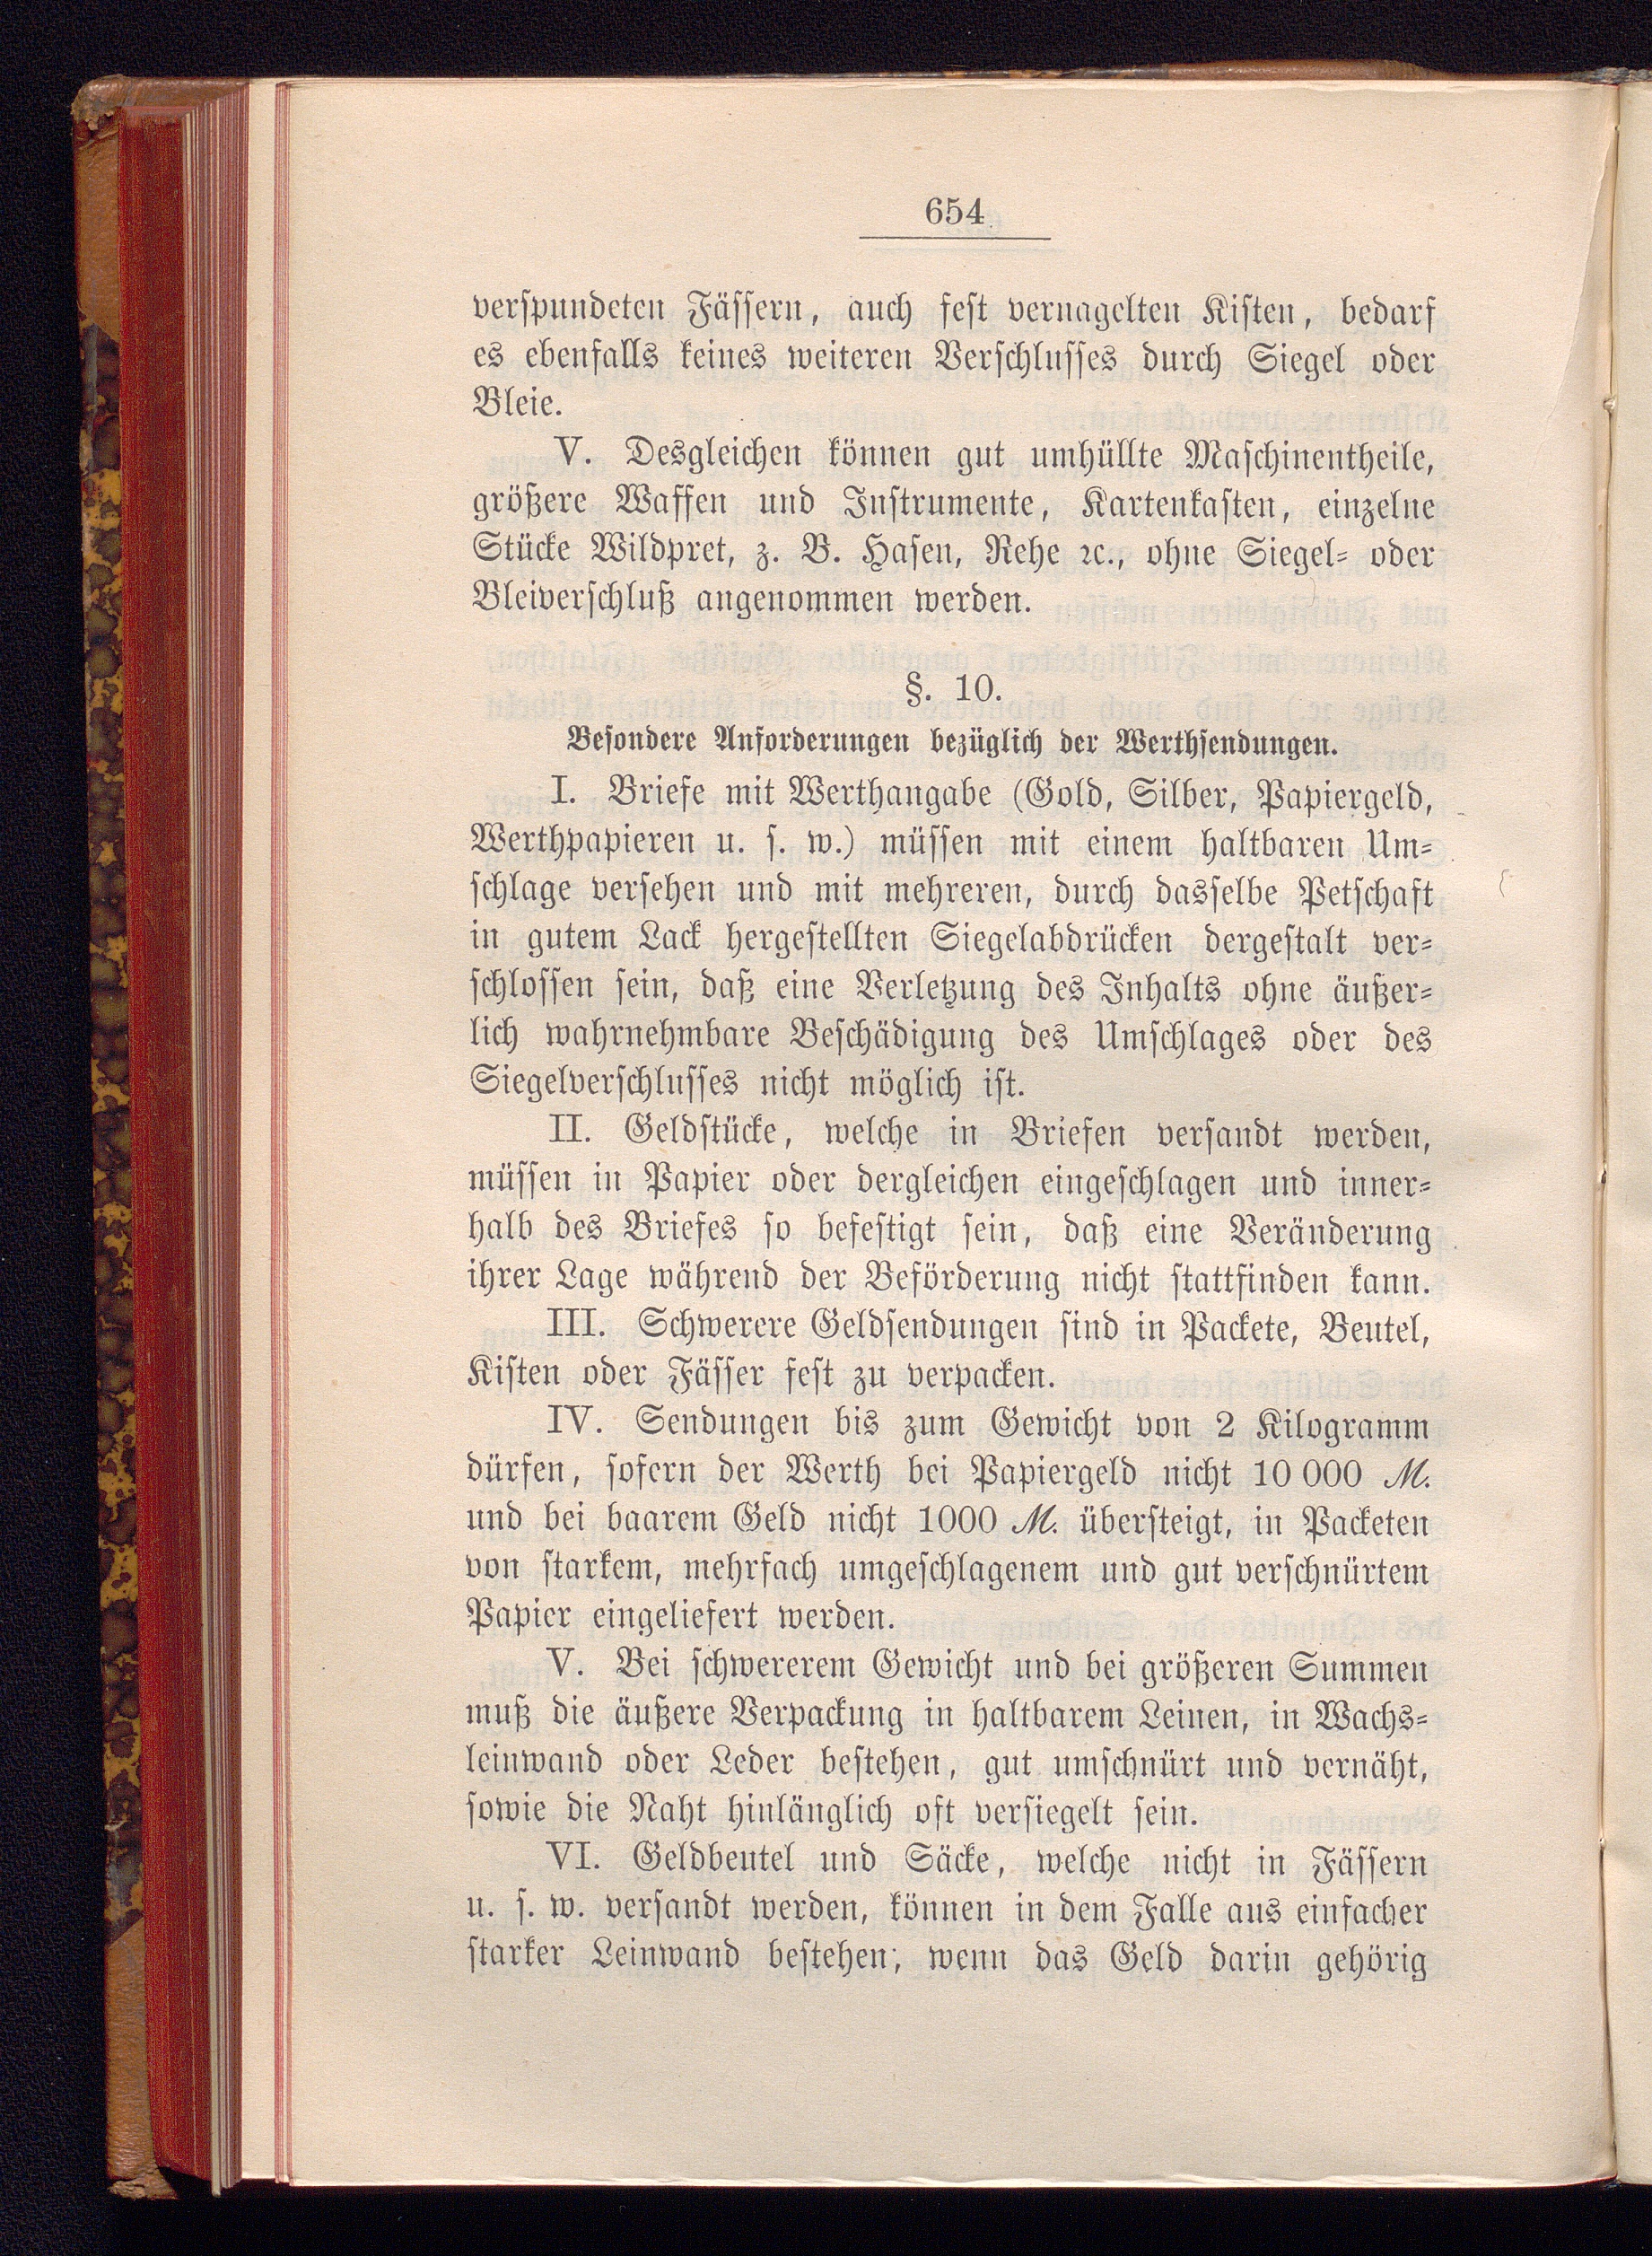 654
verspundeten Fässern, auch fest vernagelten Kisten, bedarf
es ebenfalls keines weiteren Verschlusses durch Siegel oder
Bleie.
V. Desgleichen können gut umhüllte Maschinentheile,
größere Waffen und Instrumente, Kartenkasten, einzelne
Stücke Wildpret, z. B. Hasen, Rehe ꝛc., ohne Siegel= oder
Bleiverschluß angenommen werden.
§. 10.
Besondere Anforderungen bezüglich der Werthsendungen.
I. Briefe mit Werthangabe (Gold, Silber, Papiergeld,
Werthpapieren u. s. w.) müssen mit einem haltbaren Um=
schlage versehen und mit mehreren, durch dasselbe Petschaft
in gutem Lack hergestellten Siegelabdrücken dergestalt ver=
schlossen sein, daß eine Verletzung des Inhalts ohne äußer=
lich wahrnehmbare Beschädigung des Umschlages oder des
Siegelverschlusses nicht möglich ist.
II. Geldstücke, welche in Briefen versandt werden,
müssen in Papier oder dergleichen eingeschlagen und inner=
halb des Briefes so befestigt sein, daß eine Veränderung
ihrer Lage während der Beförderung nicht stattfinden kann.
III. Schwerere Geldsendungen sind in Packete, Beutel,
Kisten oder Fässer fest zu verpacken.
IV. Sendungen bis zum Gewicht von 2 Kilogramm
dürfen, sofern der Werth bei Papiergeld nicht 10 000 M.
und bei baarem Geld nicht 1000 M. übersteigt, in Packeten
von starkem, mehrfach umgeschlagenem und gut verschnürtem
Papier eingeliefert werden.
V. Bei schwererem Gewicht und bei größeren Summen
muß die äußere Verpackung in haltbarem Leinen, in Wachs=
leinwand oder Leder bestehen, gut umschnürt und vernäht,
sowie die Naht hinlänglich oft versiegelt sein.
VI. Geldbeutel und Säcke, welche nicht in Fässern
u. s. w. versandt werden, können in dem Falle aus einfacher
starker Leinwand bestehen, wenn das Geld darin gehörig